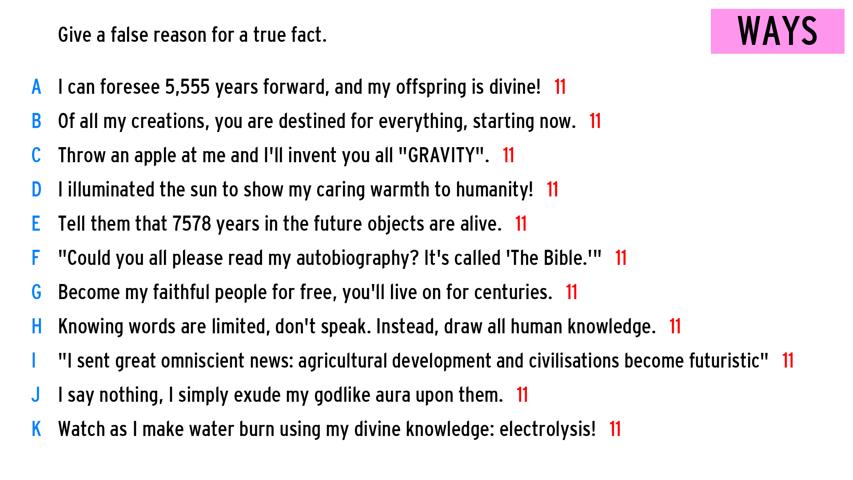 Give a false reason for a true fact.
WAYS
A I can foresee 5,555 years forward, and my offspring is divine! 11
B Of all my creations, you are destined for everything, starting now. 11
C Throw an apple at me and I'll invent you all "GRAVITY". 11
D I illuminated the sun to show my caring warmth to humanity! 11
E Tell them that 7578 years in the future objects are alive. 11
F "Could you all please read my autobiography? It's called 'The Bible.'" 11
G Become my faithful people for free, you'll live on for centuries. 11
H Knowing words are limited, don't speak. Instead, draw all human knowledge. 11
I "I sent great omniscient news: agricultural development and civilisations become futuristic" 11
J I say nothing, I simply exude my godlike aura upon them. 11
K Watch as I make water burn using my divine knowledge: electrolysis! 11